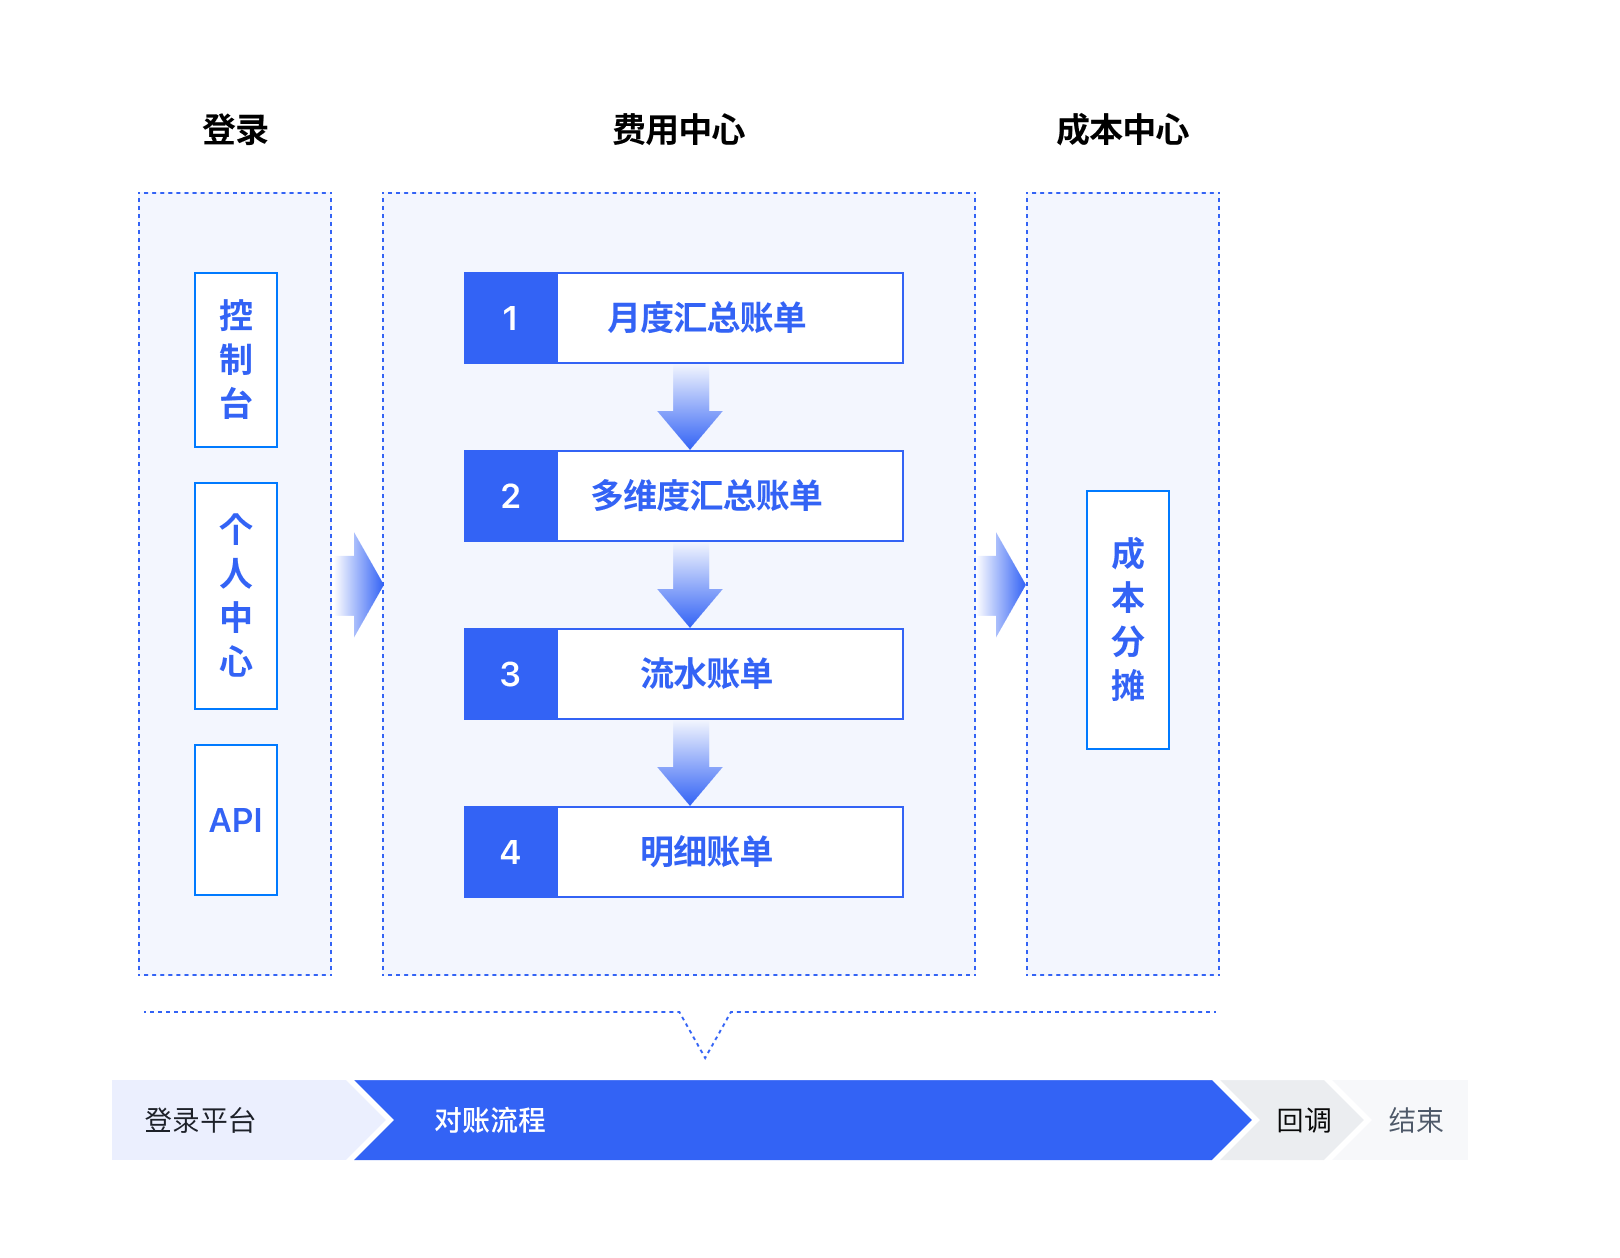 登录
费用中心
成本中心
控
制
台
个
人
中
心
API
1
月度汇总账单
2
多维度汇总账单
3
流水账单
4
明细账单
成
本
分
摊
登录平台
对账流程
回调
结束